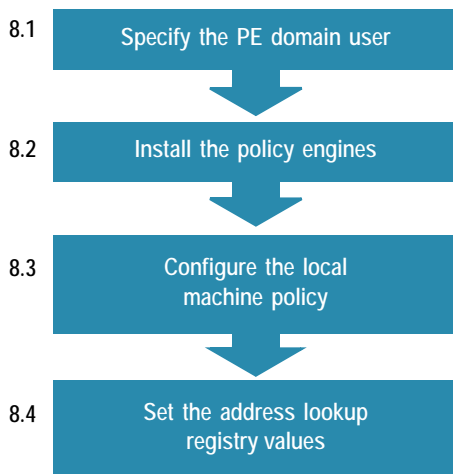 8.1 Specify the PE domain user
8.2 Install the policy engines
8.3 Configure the local
machine policy
8.4 Set the address lookup
registry values